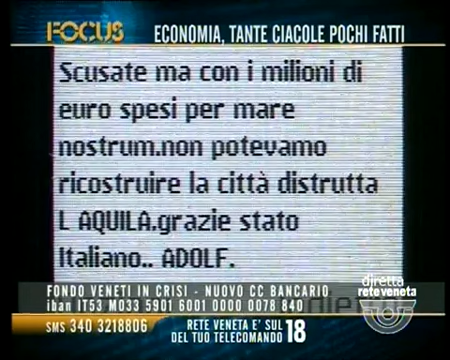 FOCUS
ECONOMIA, TANTE CIACOLE POCHI FATTI
Scusate ma con i milioni di
euro spesi per mare
nostrum.non potevamo
ricostruire la città distrutta
L AQUILA.grazie stato
Italiano.. ADOLF.
FONDO VENETI IN CRISI - NUOVO CC BANCARIO
iban IT53 M033 5901 6001 0000 0078 840
diretta
reteveneta
SMS 340 3218806
RETE VENETA E' SUL
DEL TUO TELECOMANDO
18